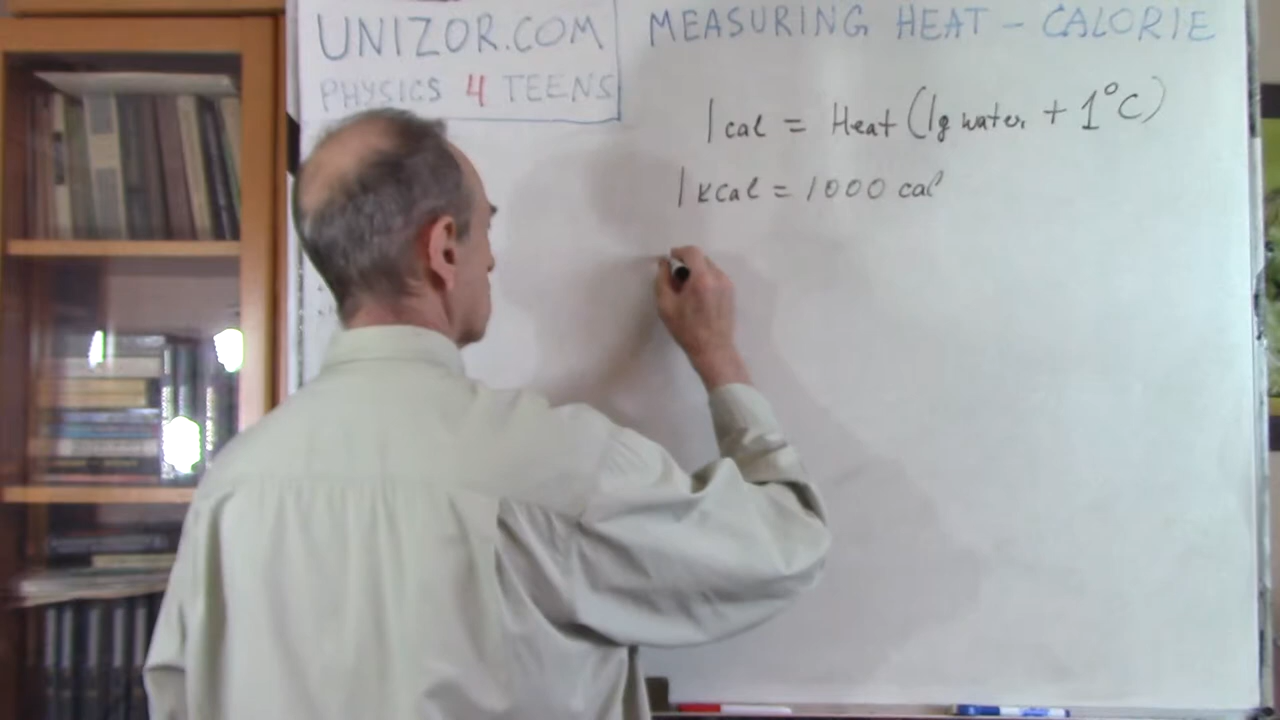 UNIZOR.COM
PHYSICS 4 TEENS
MEASURING HEAT - CALORIE
1 cal = Heat (1g water + 1°C)
1 kcal = 1000 cal